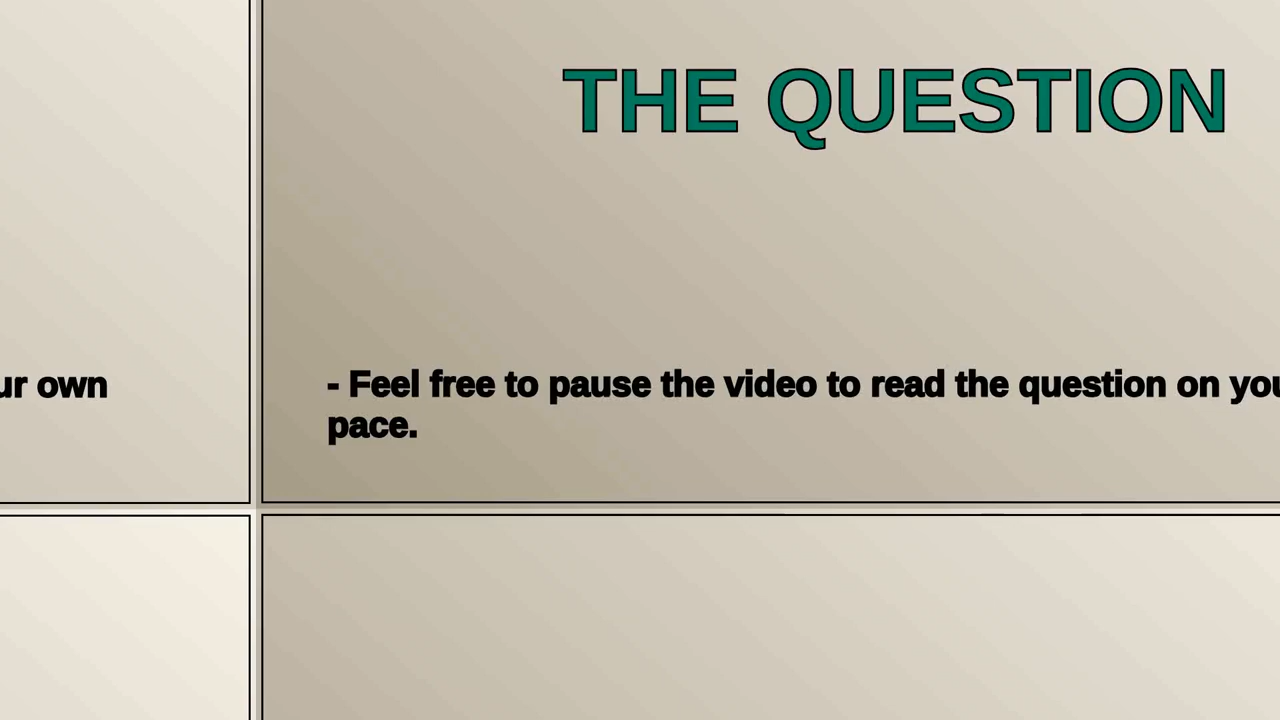 THE QUESTION
ur own
- Feel free to pause the video to read the question on you
pace.